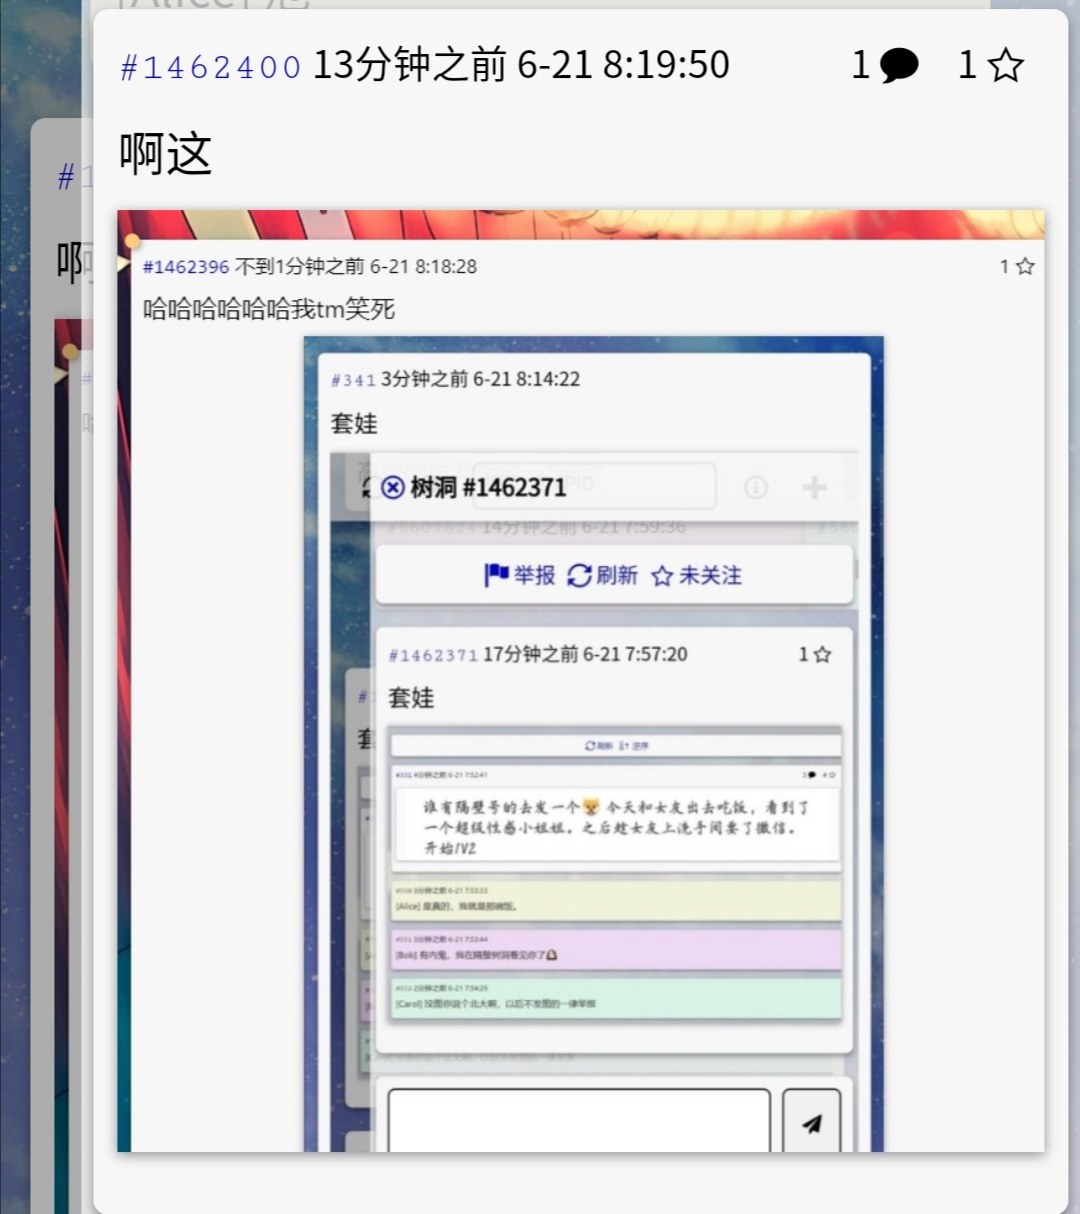 #1462400 13分钟之前 6-21 8:19:50 1 1
啊这
#1462396 不到1分钟之前 6-21 8:18:28 1
哈哈哈哈哈哈我tm笑死
#341 3分钟之前 6-21 8:14:22
套娃
树洞 #1462371
14分钟之前 6-21 7:59:36
举报 刷新 未关注
#1462371 17分钟之前 6-21 7:57:20 1
套娃
刷新 逆序
4分钟之前 6-21 7:52:41
谁有隔壁号的去发一个 今天和女友出去吃饭，看到了
一个超级性感小姐姐。之后趁女友上洗手间要了微信。
开始1V2
3分钟之前 6-21 7:53:33
[Alice] 是真的，我就是那碗饭。
3分钟之前 6-21 7:53:44
[Bob] 有内鬼，我在隔壁树洞看见你了
2分钟之前 6-21 7:54:29
[Carol] 没图你说个北大啊，以后不发图的一律举报